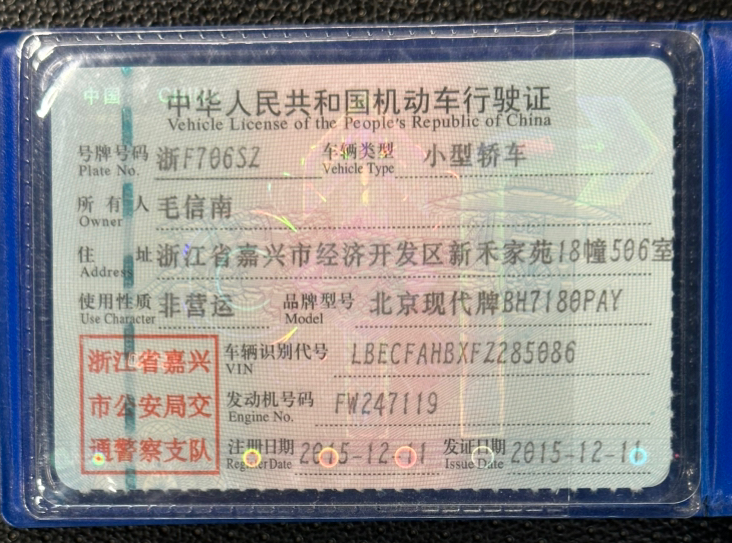 中国 CHINA
中华人民共和国机动车行驶证
Vehicle License of the People's Republic of China
号牌号码 浙F706SZ 车辆类型 小型轿车
Plate No. Vehicle Type
所有人 毛信南
Owner
住址 浙江省嘉兴市经济开发区新禾家苑18幢506室
Address
使用性质 非营运 品牌型号 北京现代牌BH7180PAY
Use Character Model
浙江省嘉兴 车辆识别代号 LBECFAHBXFZ285086
VIN
市公安局交 发动机号码 FW247119
Engine No.
通警察支队 注册日期 2015-12-11 发证日期 2015-12-11
Register Date Issue Date